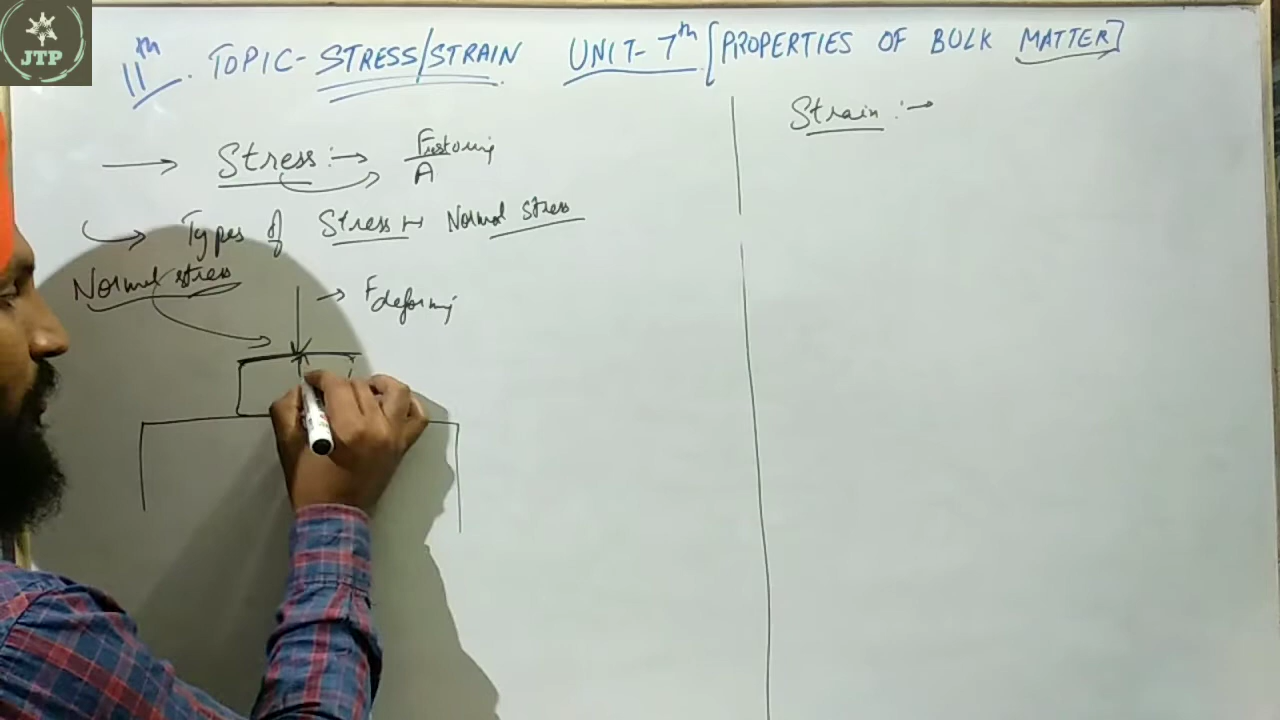 JTP
11th. TOPIC- STRESS/STRAIN UNIT- 7th [PROPERTIES OF BULK MATTER]
Stress :→ Frestoring
A
Types of Stress → Normal stress
Normal stress
→ Fdeforming
Strain :→